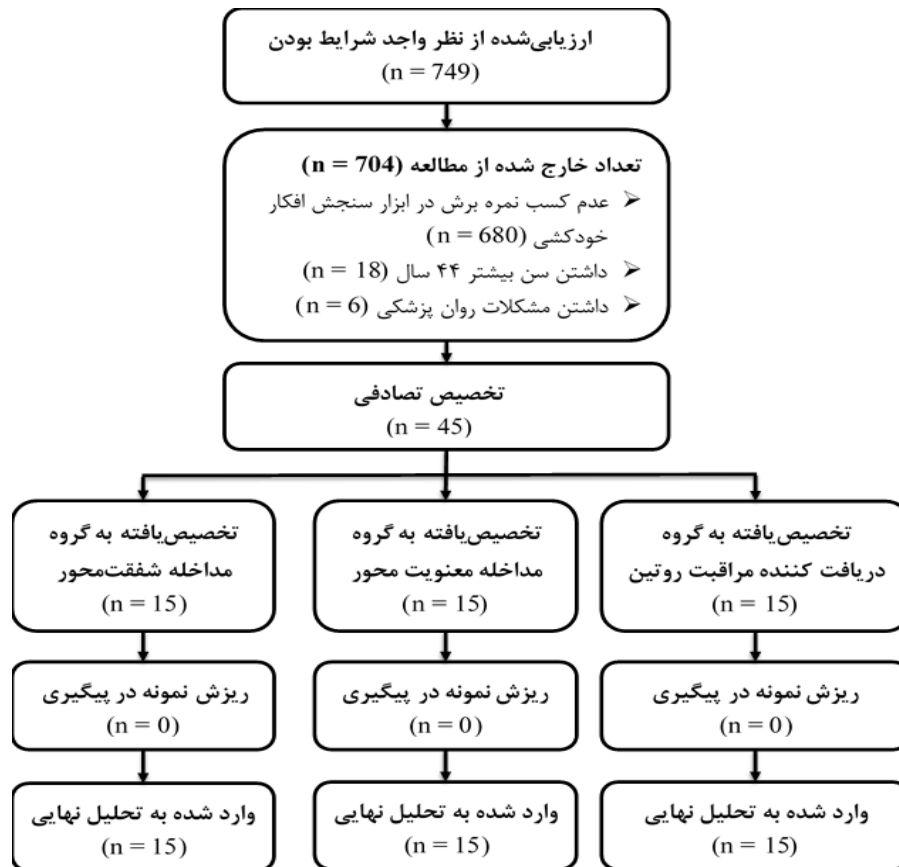 ارزیابی‌شده از نظر واجد شرایط بودن
(n = 749)
تعداد خارج شده از مطالعه (n = 704)
⮚ عدم کسب نمره برش در ابزار سنجش افکار
خودکشی (n = 680)
⮚ داشتن سن بیشتر ۴۴ سال (n = 18)
⮚ داشتن مشکلات روان پزشکی (n = 6)
تخصیص تصادفی
(n = 45)
تخصیص‌یافته به گروه
دریافت کننده مراقبت روتین
(n = 15)
تخصیص‌یافته به گروه
مداخله معنویت محور
(n = 15)
تخصیص‌یافته به گروه
مداخله شفقت‌محور
(n = 15)
ریزش نمونه در پیگیری
(n = 0)
ریزش نمونه در پیگیری
(n = 0)
ریزش نمونه در پیگیری
(n = 0)
وارد شده به تحلیل نهایی
(n = 15)
وارد شده به تحلیل نهایی
(n = 15)
وارد شده به تحلیل نهایی
(n = 15)